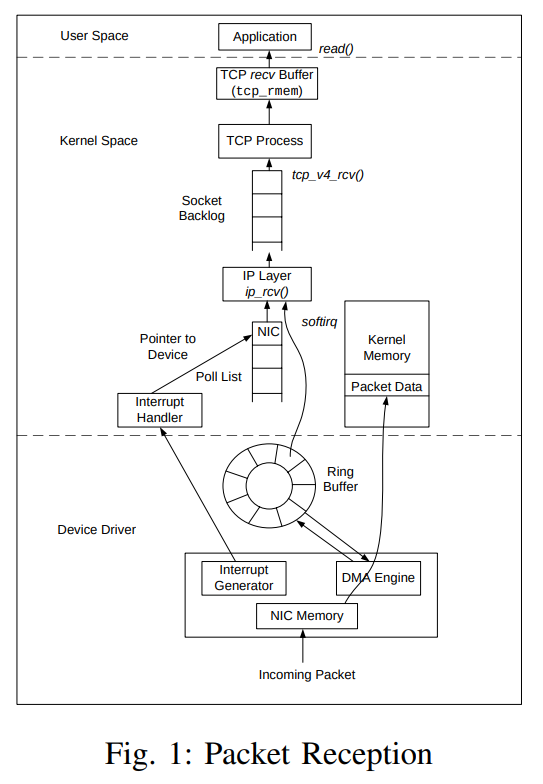 User Space
Application
read()
TCP recv Buffer
(tcp_rmem)
Kernel Space
TCP Process
tcp_v4_rcv()
Socket
Backlog
IP Layer
ip_rcv()
softirq
Pointer to
Device
NIC
Kernel
Memory
Poll List
Packet Data
Interrupt
Handler
Ring
Buffer
Device Driver
Interrupt
Generator
DMA Engine
NIC Memory
Incoming Packet
Fig. 1: Packet Reception